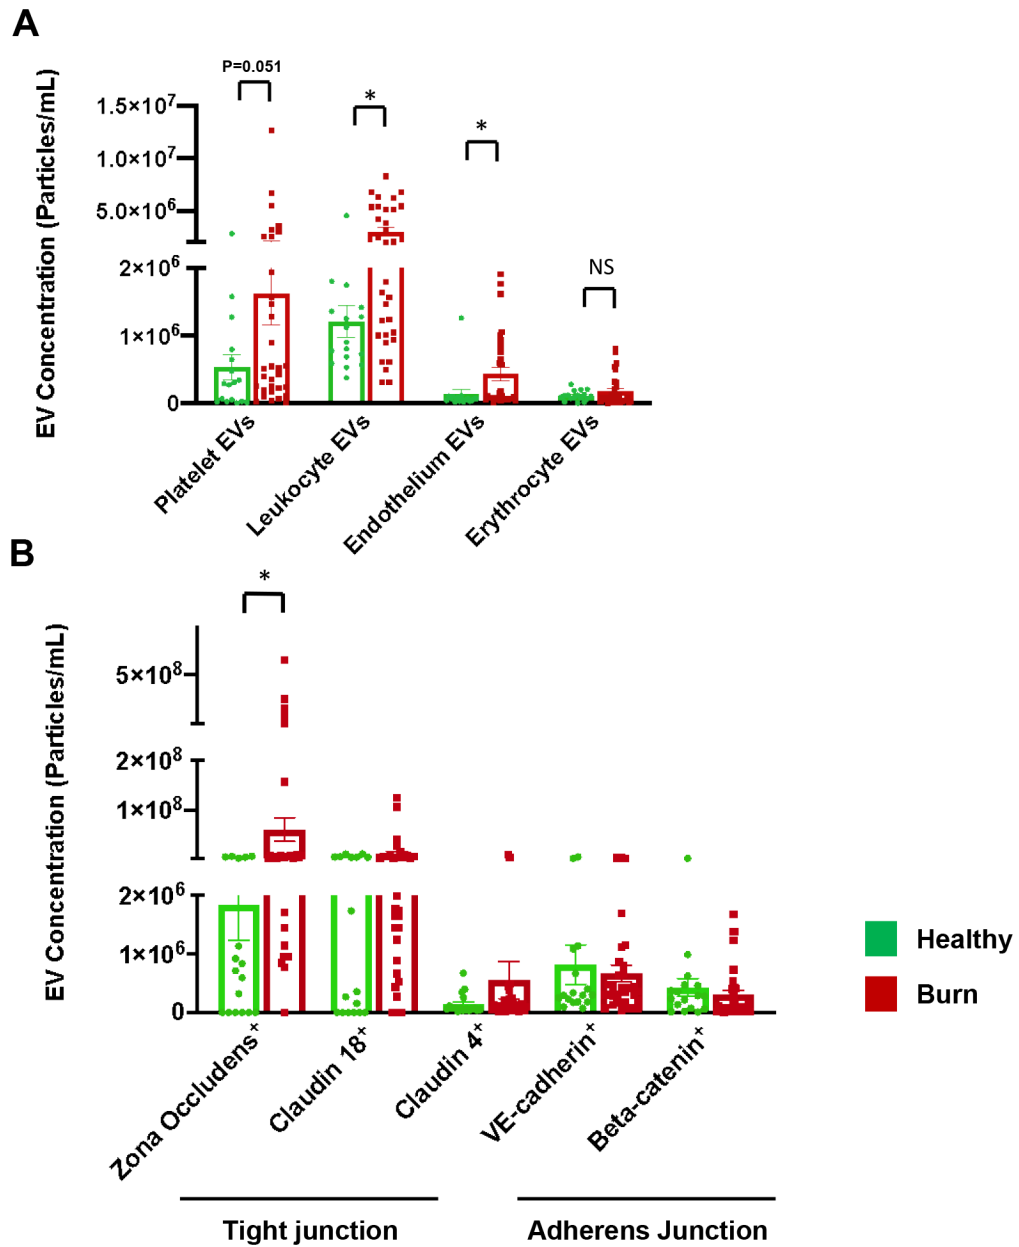 A
EV Concentration (Particles/mL)
P=0.051
*
*
NS
1.5×10⁷
1.0×10⁷
5.0×10⁶
2×10⁶
1×10⁶
0
Platelet EVs
Leukocyte EVs
Endothelium EVs
Erythrocyte EVs
B
EV Concentration (Particles/mL)
*
5×10⁸
2×10⁸
1×10⁸
2×10⁶
1×10⁶
0
Zona Occludens⁺
Claudin 18⁺
Claudin 4⁺
VE-cadherin⁺
Beta-catenin⁺
Tight junction
Adherens Junction
Healthy
Burn